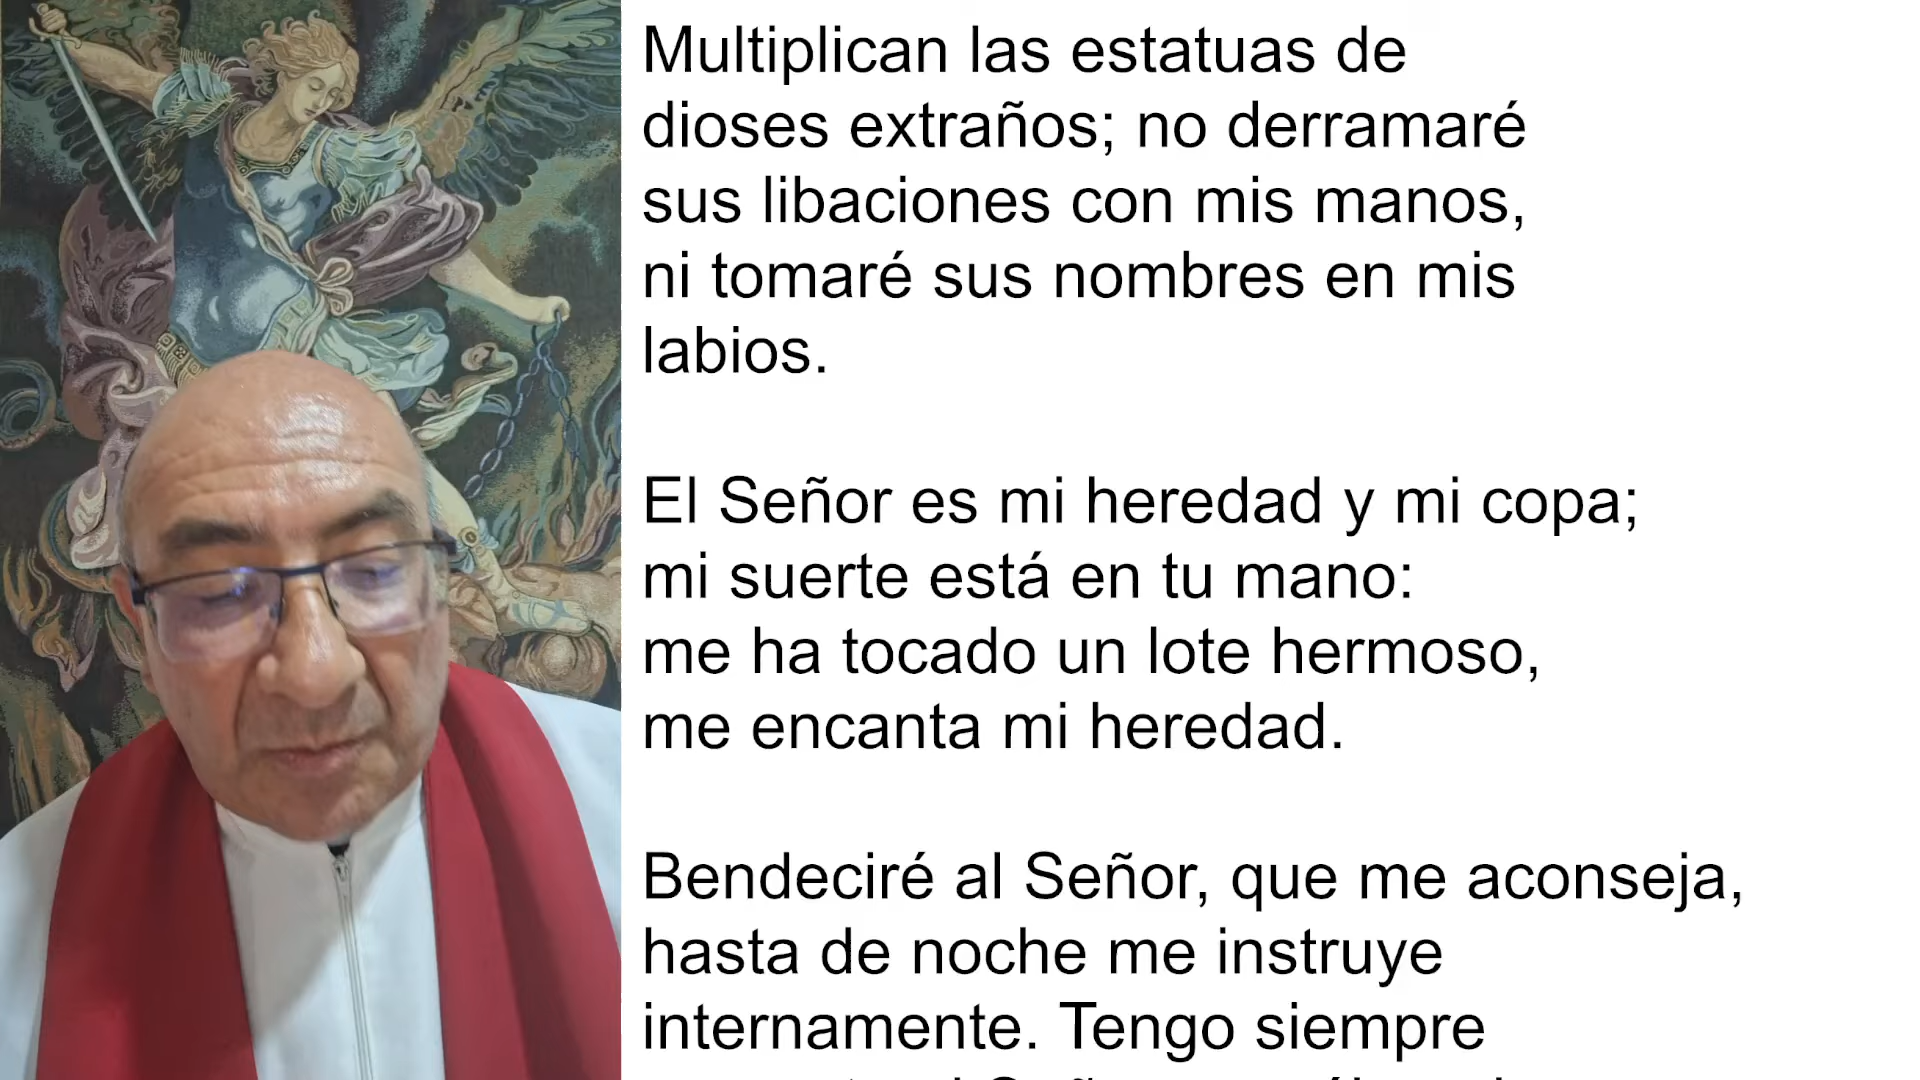 Multiplican las estatuas de
dioses extraños; no derramaré
sus libaciones con mis manos,
ni tomaré sus nombres en mis
labios.
El Señor es mi heredad y mi copa;
mi suerte está en tu mano:
me ha tocado un lote hermoso,
me encanta mi heredad.
Bendeciré al Señor, que me aconseja,
hasta de noche me instruye
internamente. Tengo siempre